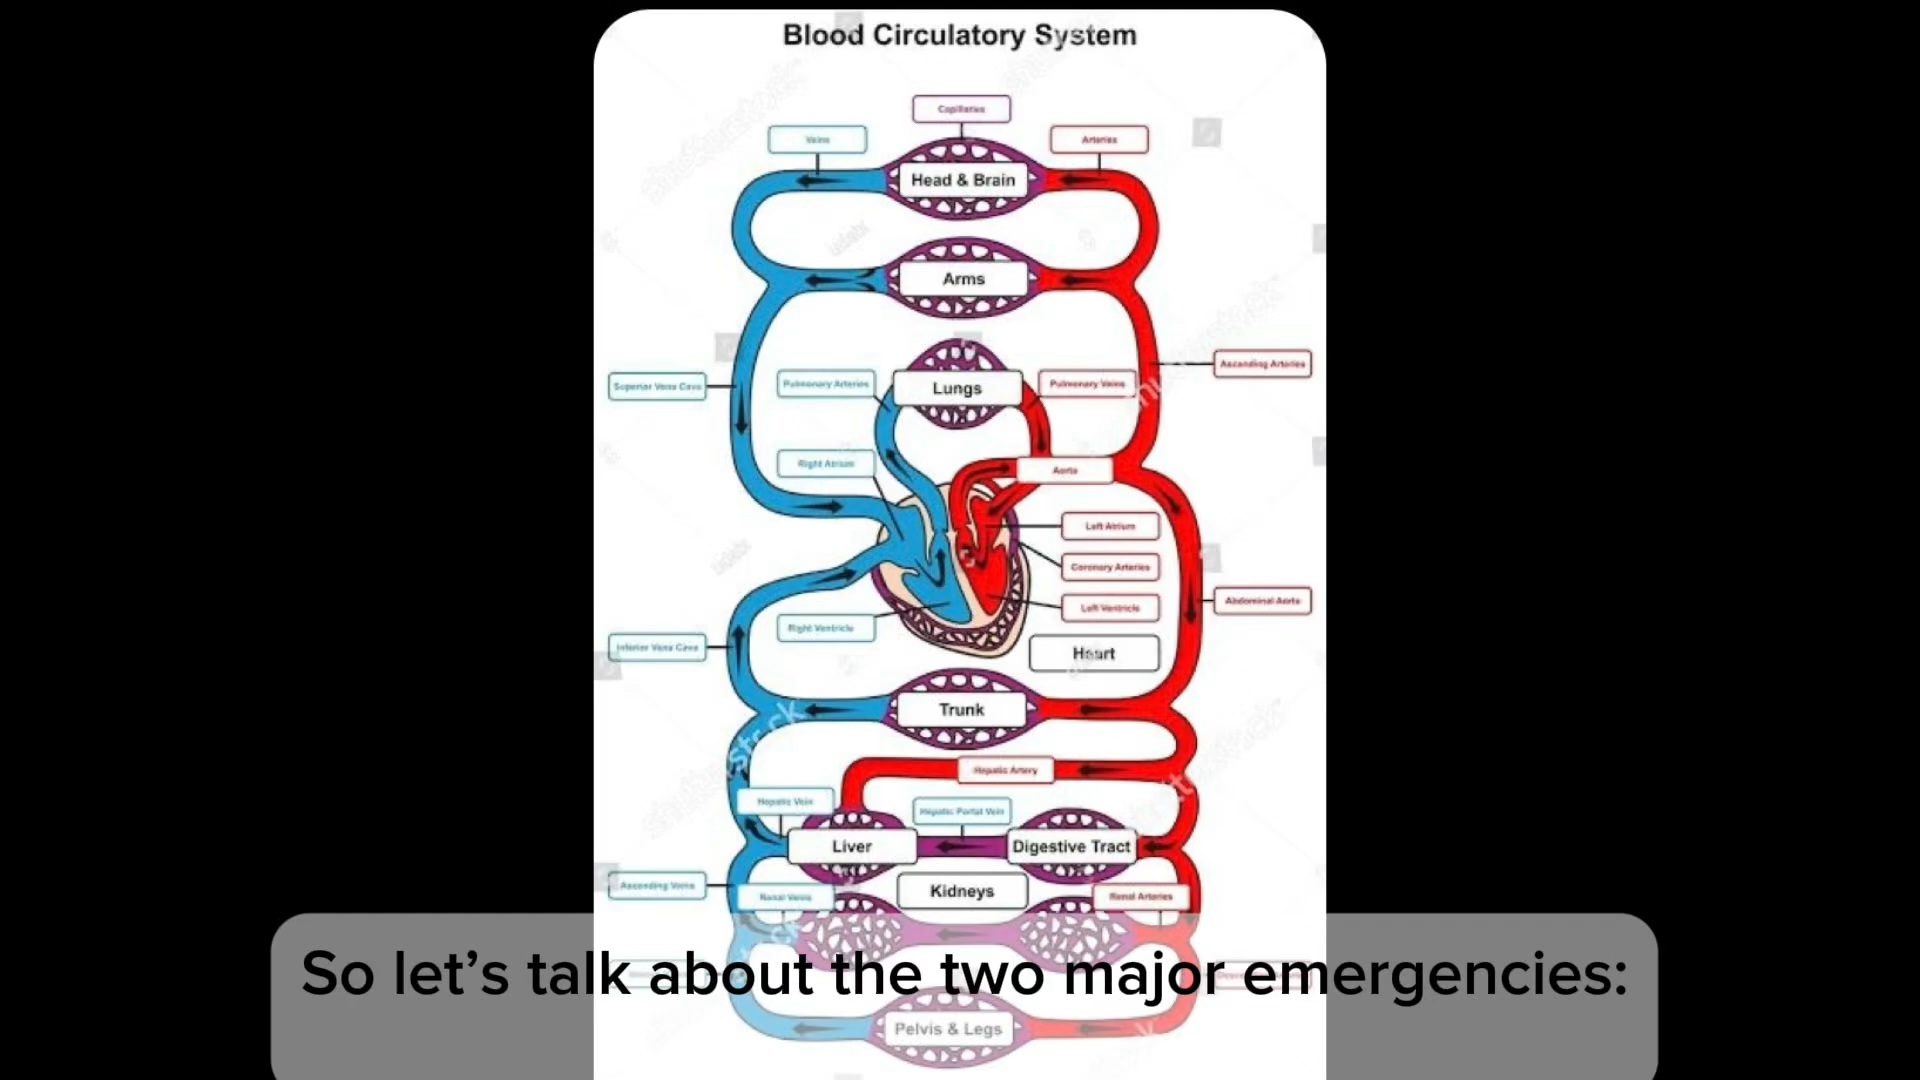 Blood Circulatory System
Capillaries
Veins
Arteries
Head & Brain
Arms
Ascending Arteries
Superior Vena Cava
Pulmonary Arteries
Lungs
Pulmonary Veins
Right Atrium
Aorta
Left Atrium
Coronary Arteries
Abdominal Aorta
Left Ventricle
Right Ventricle
Inferior Vena Cava
Heart
Trunk
Hepatic Artery
Hepatic Vein
Hepatic Portal Vein
Liver
Digestive Tract
Ascending Veins
Renal Veins
Kidneys
Renal Arteries
So let’s talk about the two major emergencies:
Pelvis & Legs